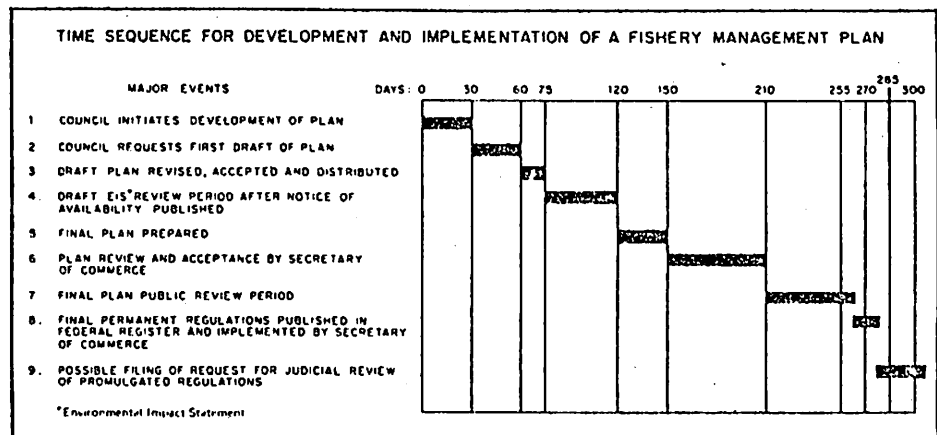 TIME SEQUENCE FOR DEVELOPMENT AND IMPLEMENTATION OF A FISHERY MANAGEMENT PLAN
285
MAJOR EVENTS DAYS: 0 30 60 75 120 150 210 255 270 300
1 COUNCIL INITIATES DEVELOPMENT OF PLAN
2 COUNCIL REQUESTS FIRST DRAFT OF PLAN
3 DRAFT PLAN REVISED, ACCEPTED AND DISTRIBUTED
4. DRAFT EIS* REVIEW PERIOD AFTER NOTICE OF
AVAILABILITY PUBLISHED
5 FINAL PLAN PREPARED
6 PLAN REVIEW AND ACCEPTANCE BY SECRETARY
OF COMMERCE
7 FINAL PLAN PUBLIC REVIEW PERIOD
8. FINAL PERMANENT REGULATIONS PUBLISHED IN
FEDERAL REGISTER AND IMPLEMENTED BY SECRETARY
OF COMMERCE
9. POSSIBLE FILING OF REQUEST FOR JUDICIAL REVIEW
OF PROMULGATED REGULATIONS
*Environmental Impact Statement